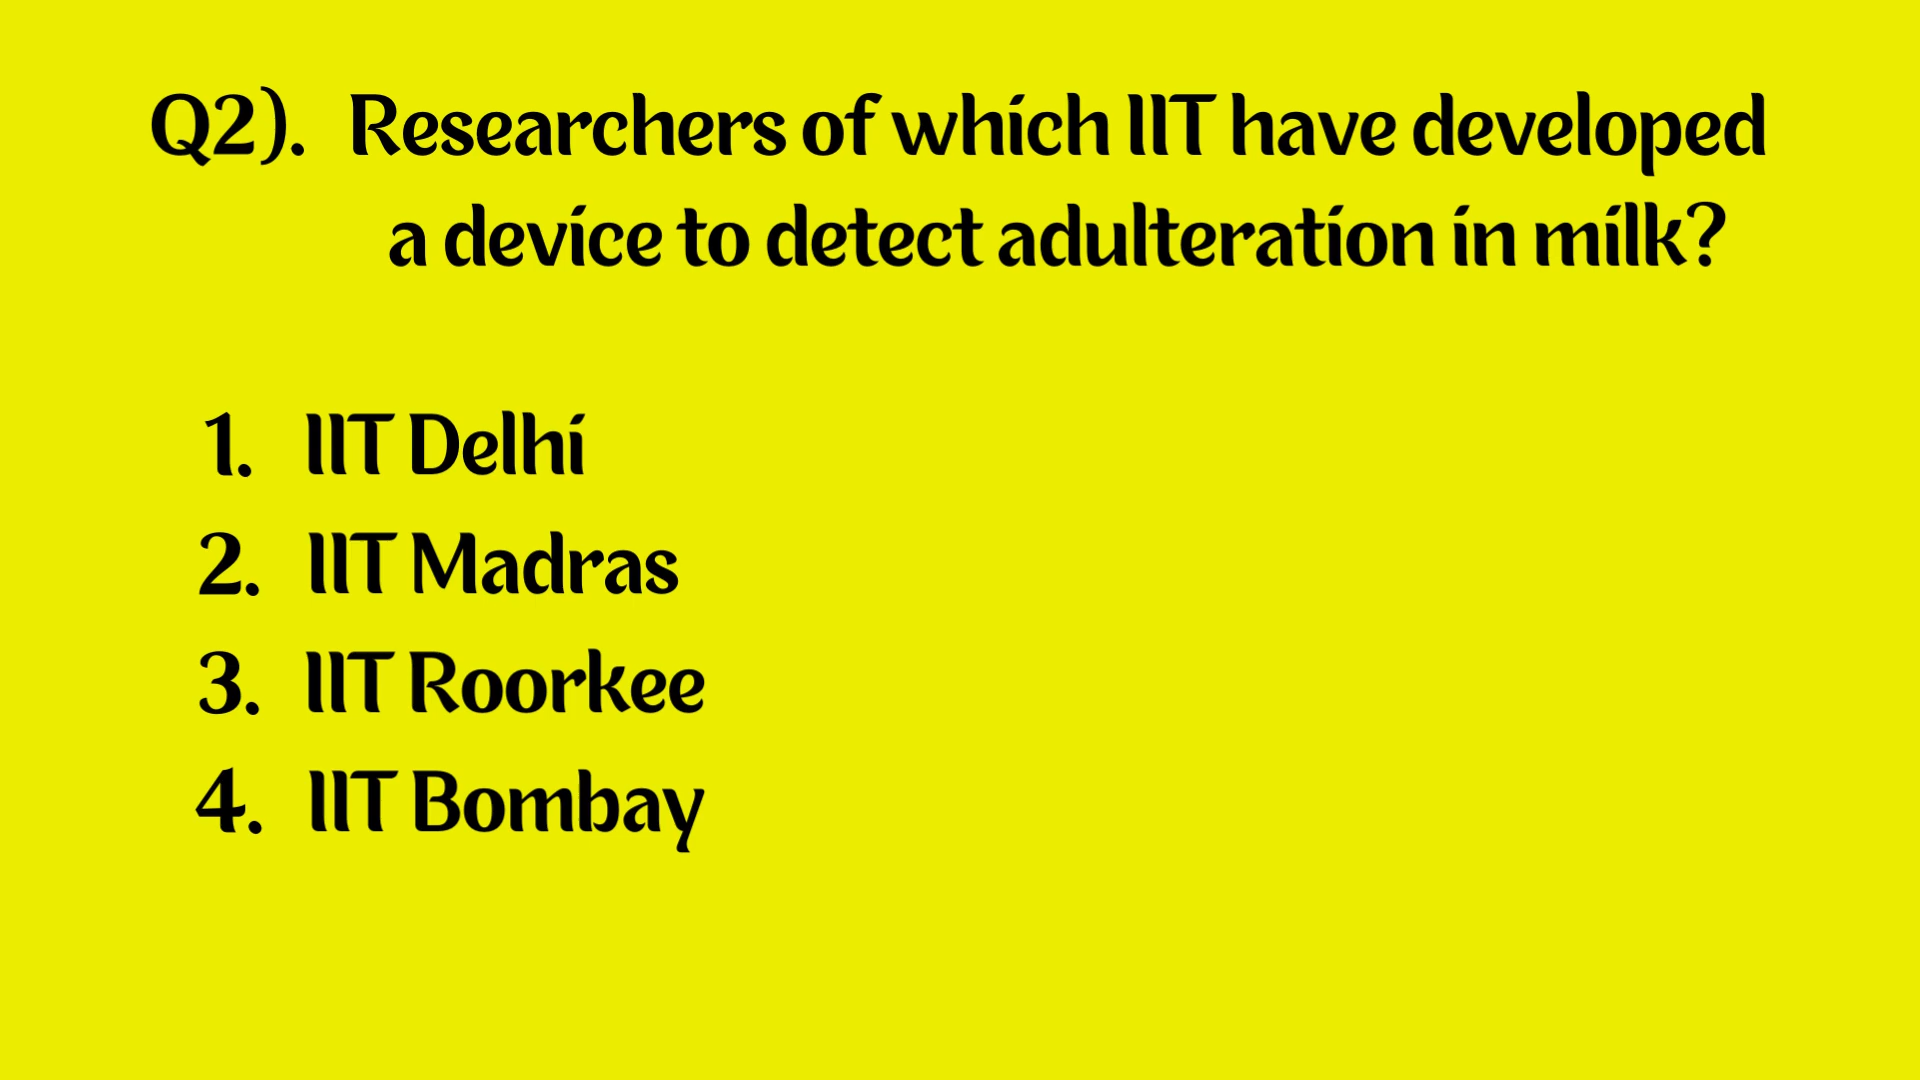 Q2). Researchers of which IIT have developed
a device to detect adulteration in milk?
1. IIT Delhi
2. IIT Madras
3. IIT Roorkee
4. IIT Bombay